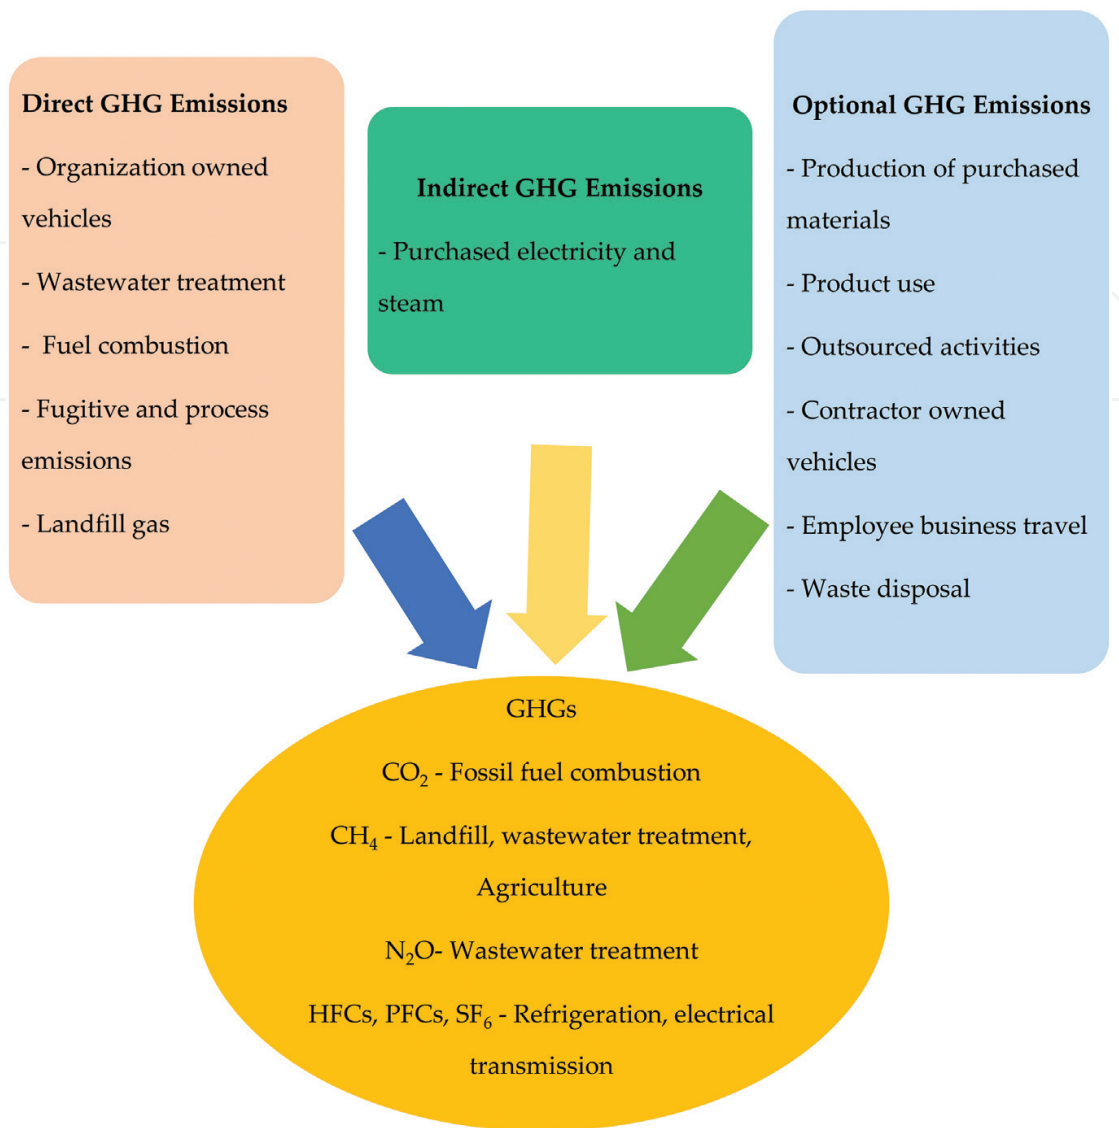 Direct GHG Emissions
- Organization owned
vehicles
- Wastewater treatment
- Fuel combustion
- Fugitive and process
emissions
- Landfill gas
Indirect GHG Emissions
- Purchased electricity and
steam
Optional GHG Emissions
- Production of purchased
materials
- Product use
- Outsourced activities
- Contractor owned
vehicles
- Employee business travel
- Waste disposal
GHGs
CO₂ - Fossil fuel combustion
CH₄ - Landfill, wastewater treatment,
Agriculture
N₂O- Wastewater treatment
HFCs, PFCs, SF₆ - Refrigeration, electrical
transmission